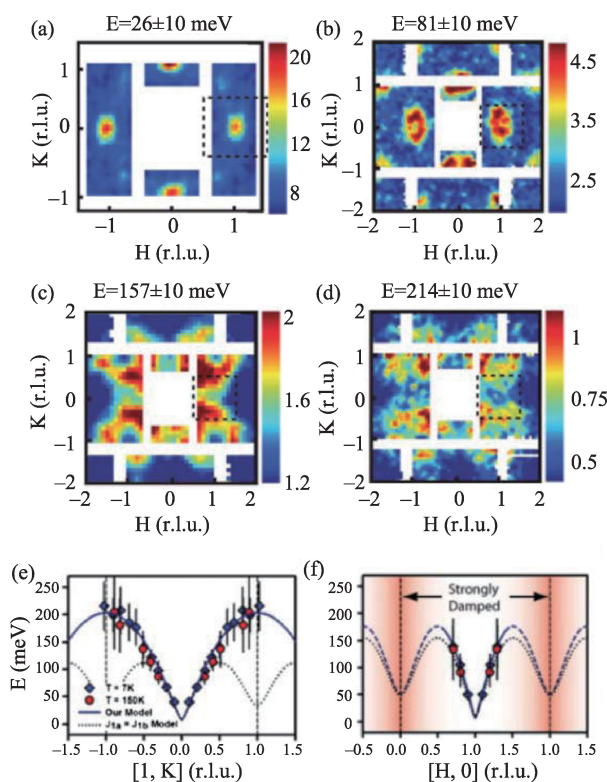 (a) E=26±10 meV
20
16
12
8
1
0
−1
K (r.l.u.)
−1 0 1
H (r.l.u.)
(b) E=81±10 meV
2
1
0
−1
−2
K (r.l.u.)
4
3
2
−2 −1 0 1 2
H (r.l.u.)
(c) E=157±10 meV
2
1
0
−1
−2
K (r.l.u.)
2
1.6
1.2
−2 −1 0 1 2
H (r.l.u.)
(d) E=214±10 meV
2
1
0
−1
−2
K (r.l.u.)
1
0.75
0.5
−2 −1 0 1 2
H (r.l.u.)
(e)
250
200
150
100
50
0
E (meV)
T = 7K
T = 150K
Our Model
J1a = J1b Model
−1.5 −1.0 −0.5 0.0 0.5 1.0 1.5
[1, K] (r.l.u.)
(f)
250
200
150
100
50
0
Strongly
Damped
−0.5 0.0 0.5 1.0 1.5
[H, 0] (r.l.u.)